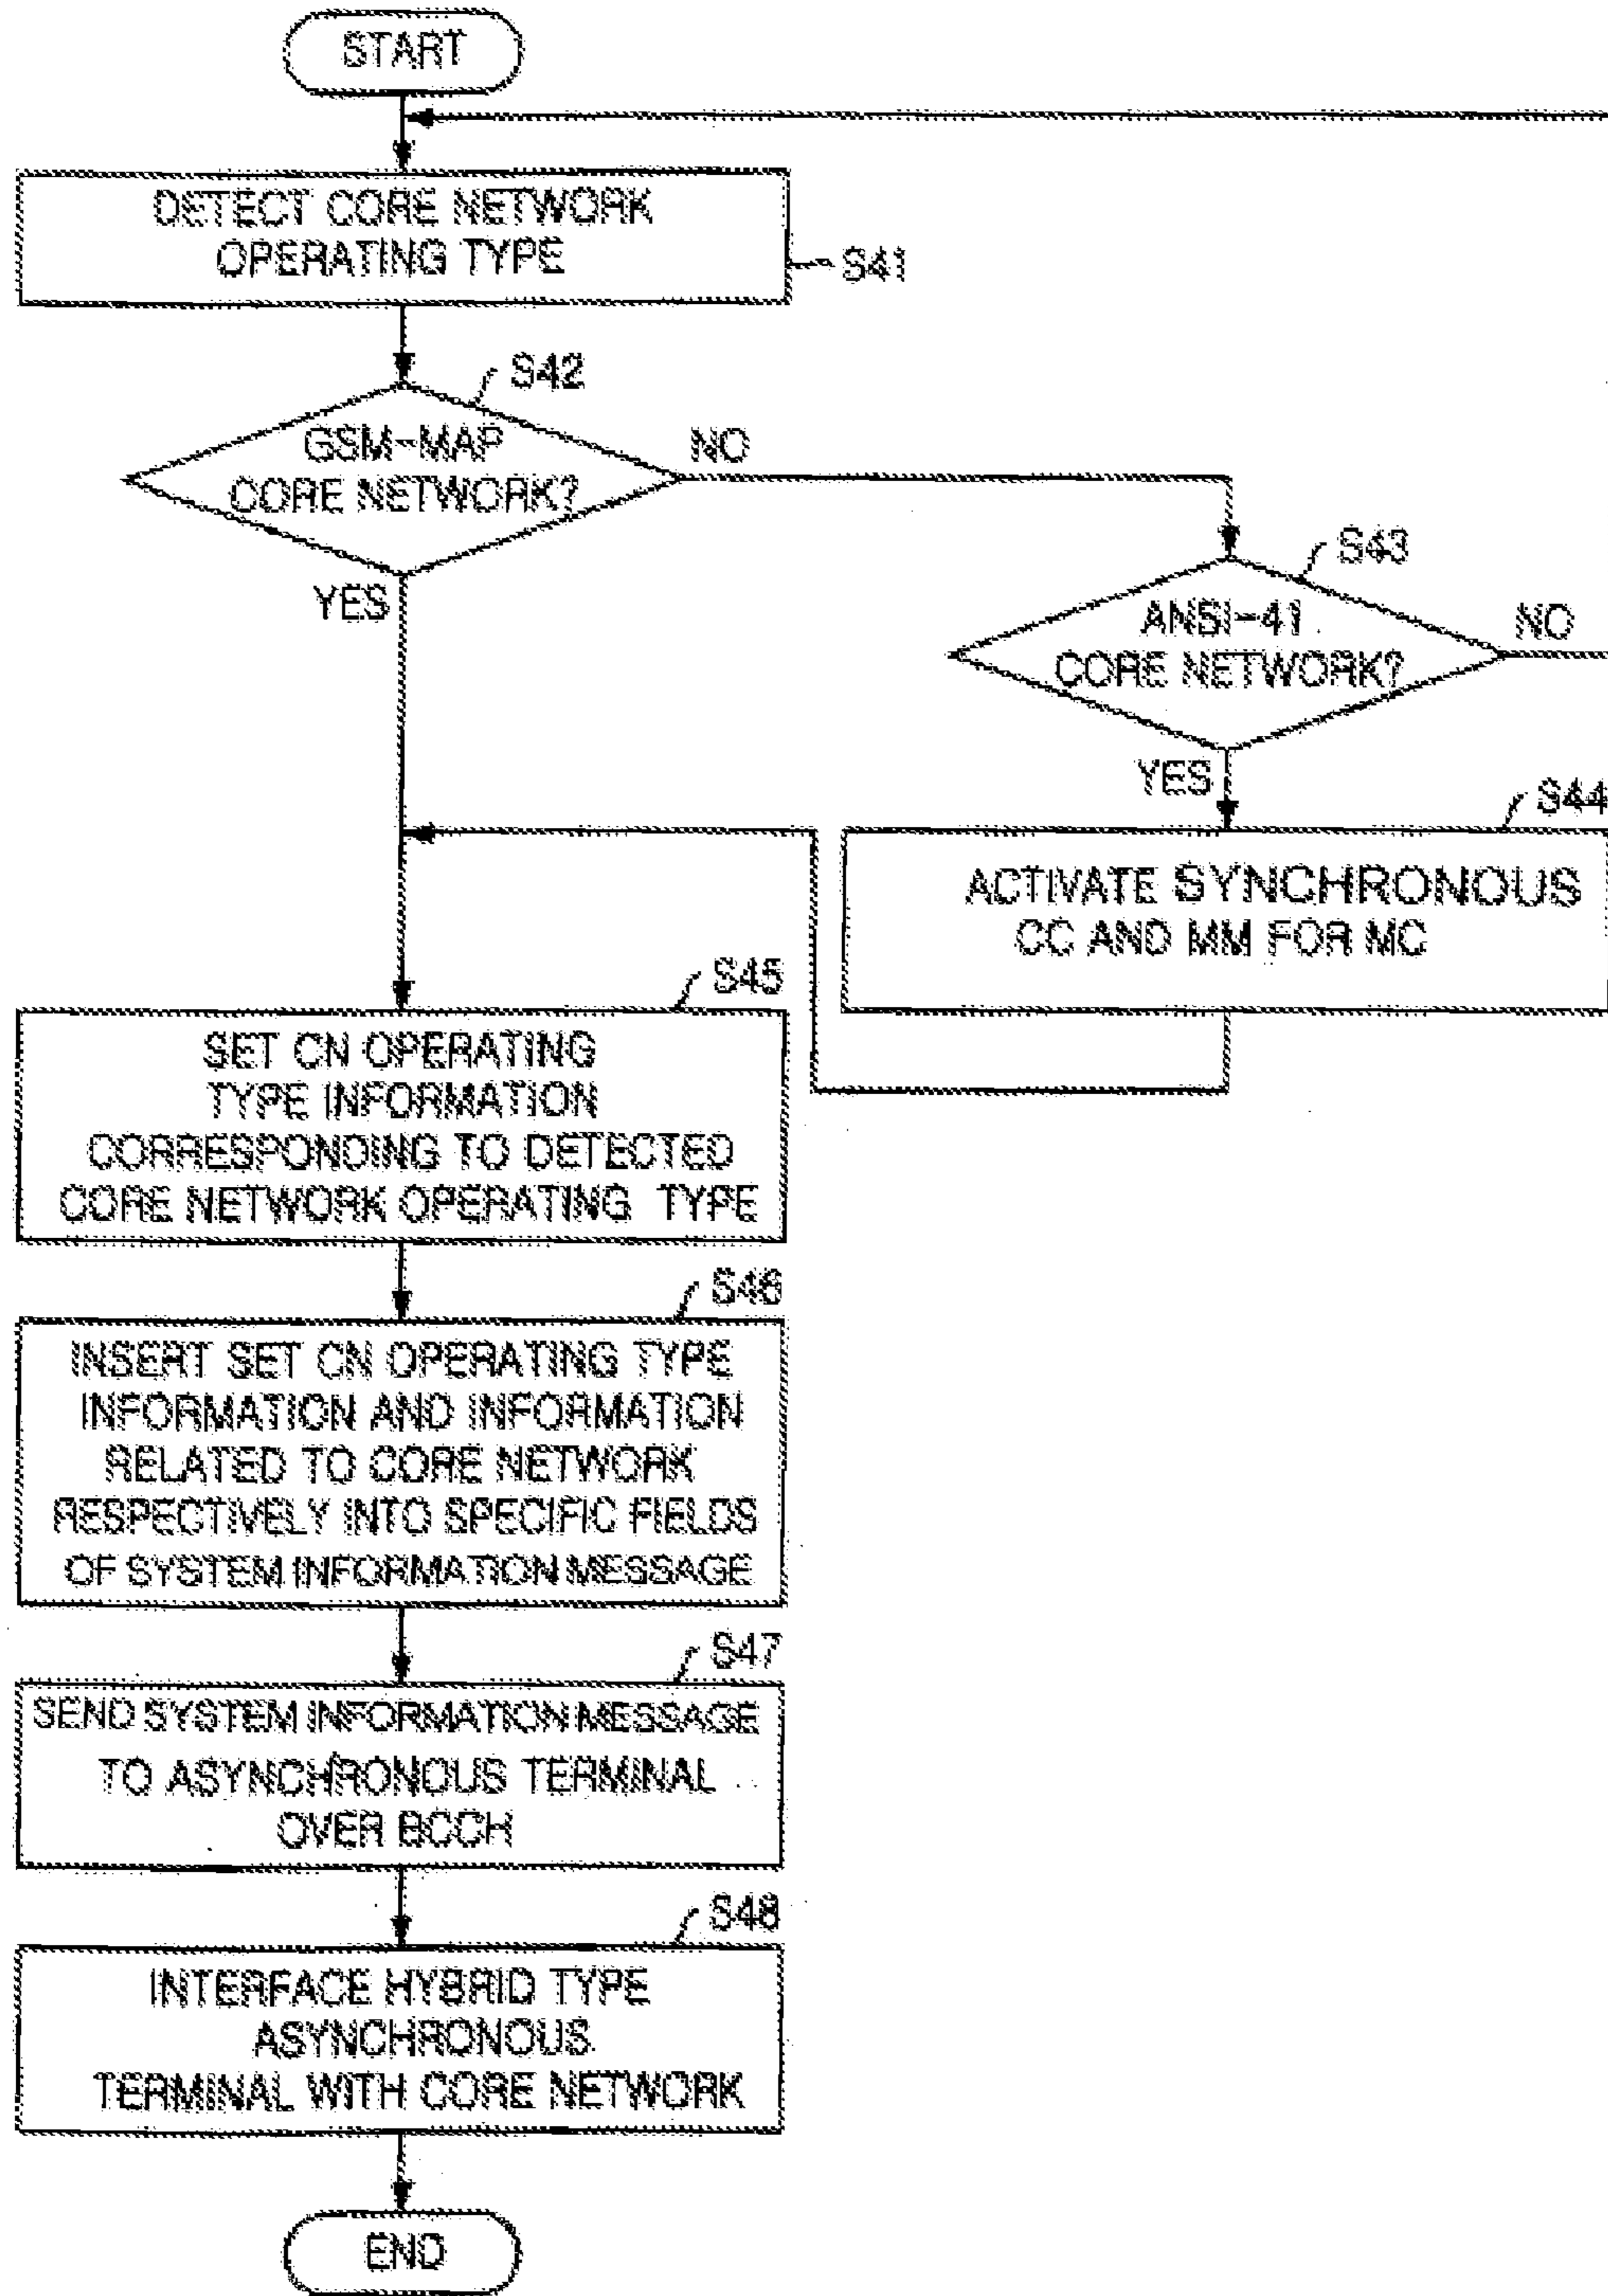 START
DETECT CORE NETWORK
OPERATING TYPE
S41
S42
GSM-MAP
CORE NETWORK?
NO
YES
S43
ANSI-41
CORE NETWORK?
NO
YES
S44
ACTIVATE SYNCHRONOUS
CC AND MM FOR MC
S45
SET CN OPERATING
TYPE INFORMATION
CORRESPONDING TO DETECTED
CORE NETWORK OPERATING TYPE
S46
INSERT SET CN OPERATING TYPE
INFORMATION AND INFORMATION
RELATED TO CORE NETWORK
RESPECTIVELY INTO SPECIFIC FIELDS
OF SYSTEM INFORMATION MESSAGE
S47
SEND SYSTEM INFORMATION MESSAGE
TO ASYNCHRONOUS TERMINAL
OVER BCCH
S48
INTERFACE HYBRID TYPE
ASYNCHRONOUS
TERMINAL WITH CORE NETWORK
END